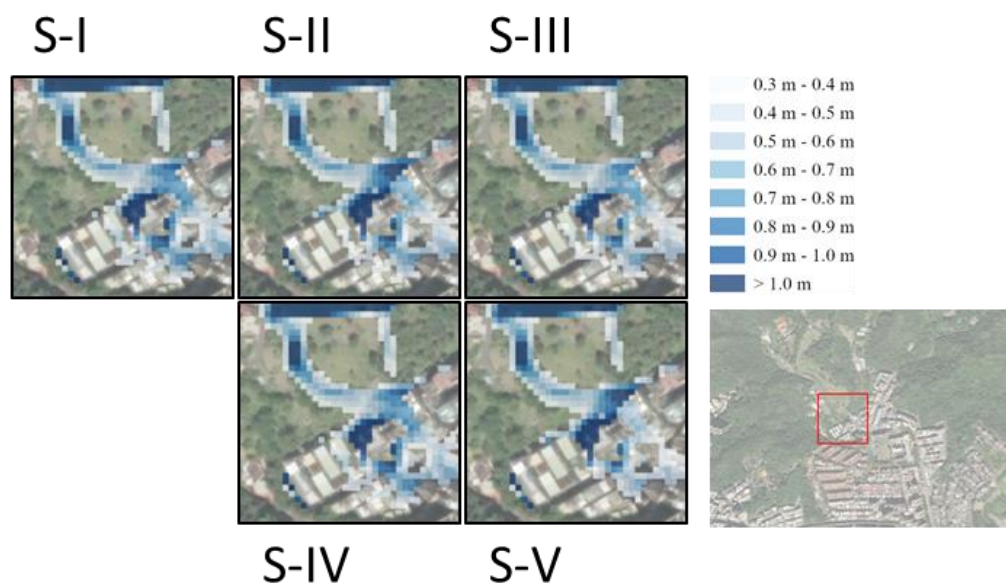 S-I
S-II
S-III
0.3 m - 0.4 m
0.4 m - 0.5 m
0.5 m - 0.6 m
0.6 m - 0.7 m
0.7 m - 0.8 m
0.8 m - 0.9 m
0.9 m - 1.0 m
> 1.0 m
S-IV
S-V